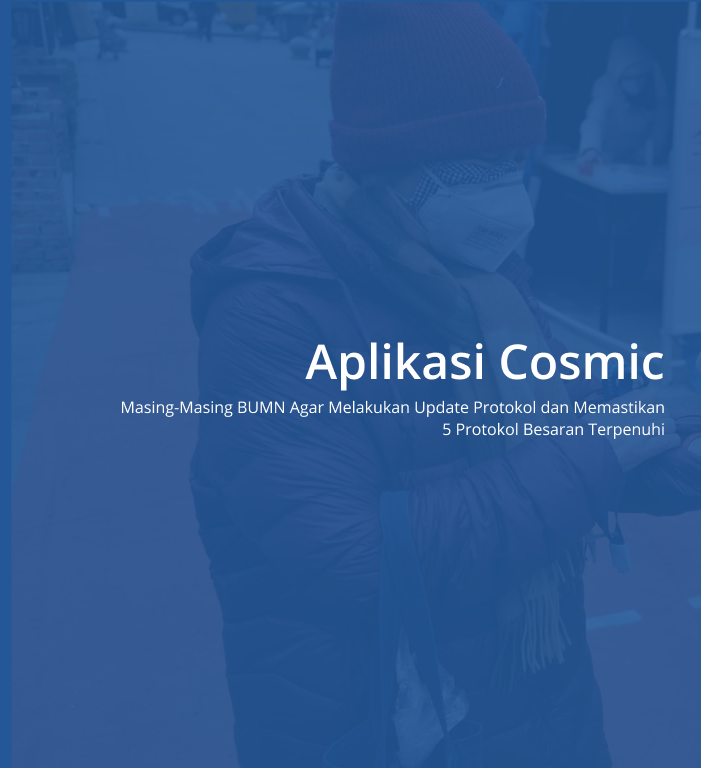 Aplikasi Cosmic
Masing-Masing BUMN Agar Melakukan Update Protokol dan Memastikan
5 Protokol Besaran Terpenuhi